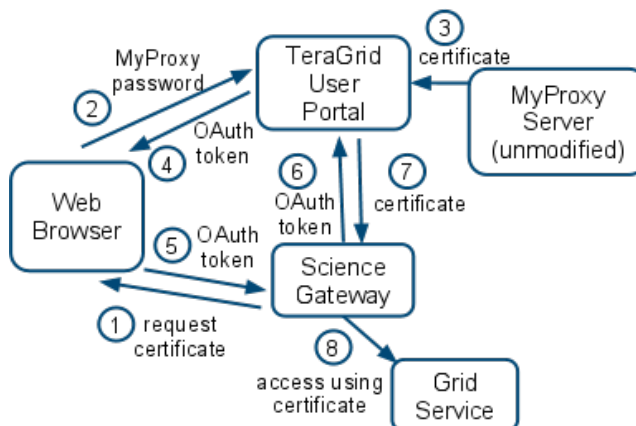 3
certificate
TeraGrid
User
Portal
MyProxy
password
2
MyProxy
Server
(unmodified)
OAuth
token
4
6
OAuth
token
7
certificate
Web
Browser
5
OAuth
token
Science
Gateway
1
request
certificate
8
access using
certificate
Grid
Service